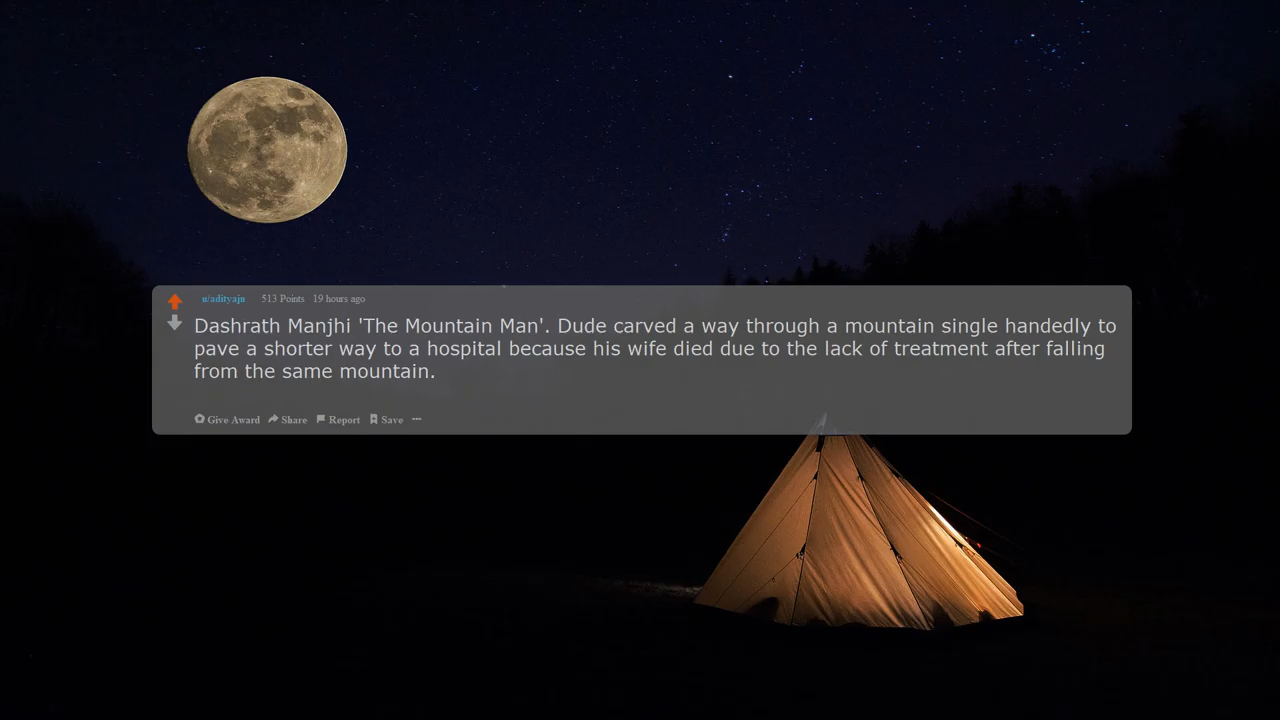 u/adityajn 513 Points 19 hours ago
Dashrath Manjhi 'The Mountain Man'. Dude carved a way through a mountain single handedly to
pave a shorter way to a hospital because his wife died due to the lack of treatment after falling
from the same mountain.
Give Award Share Report Save